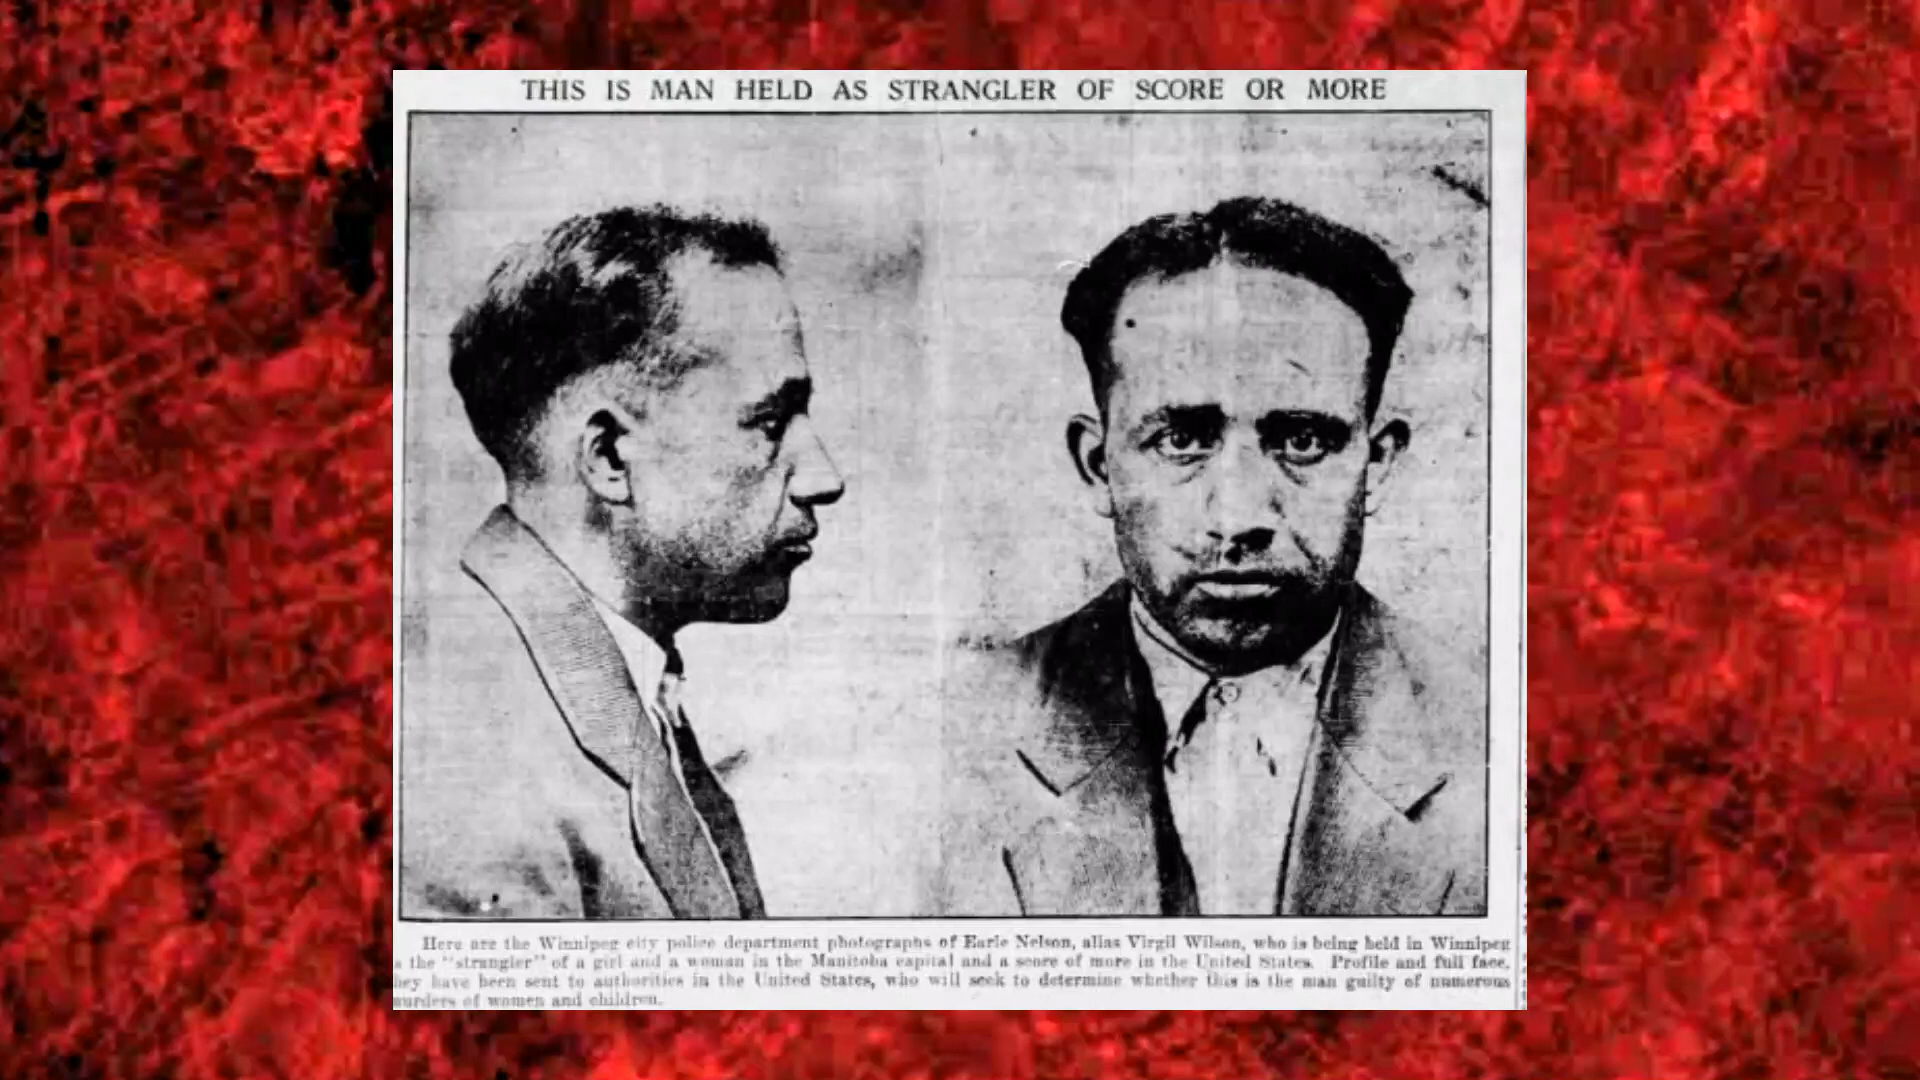 THIS IS MAN HELD AS STRANGLER OF SCORE OR MORE
Here are the Winnipeg city police department photographs of Earle Nelson, alias Virgil Wilson, who is being held in Winnipeg
s the "strangler" of a girl and a woman in the Manitoba capital and a score of more in the United States. Profile and full face,
hey have been sent to authorities in the United States, who will seek to determine whether this is the man guilty of numerous
murders of women and children.